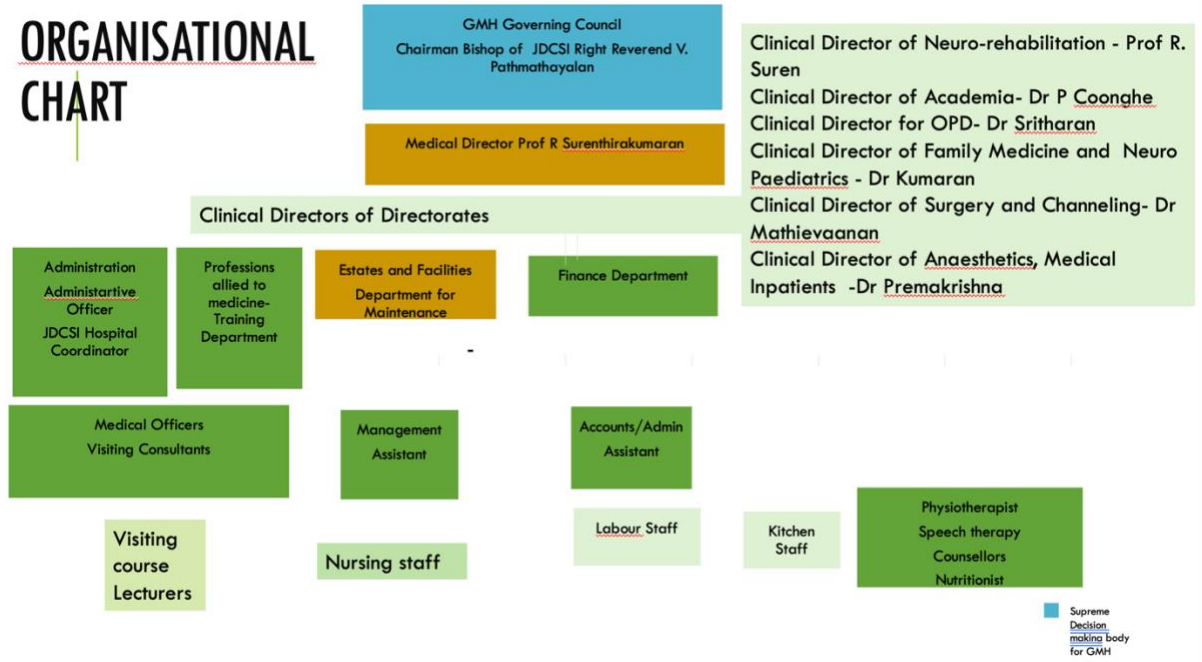 ORGANISATIONAL
CHART
GMH Governing Council
Chairman Bishop of JDCSI Right Reverend V.
Pathmathayalan
Medical Director Prof R Surenthirakumaran
Clinical Directors of Directorates
Clinical Director of Neuro-rehabilitation - Prof R.
Suren
Clinical Director of Academia- Dr P Coonghe
Clinical Director for OPD- Dr Sritharan
Clinical Director of Family Medicine and Neuro
Paediatrics - Dr Kumaran
Clinical Director of Surgery and Channeling- Dr
Mathievaanan
Clinical Director of Anaesthetics, Medical
Inpatients -Dr Premakrishna
Administration
Administartive
Officer
JDCSI Hospital
Coordinator
Professions
allied to
medicine-
Training
Department
Estates and Facilities
Department for
Maintenance
Finance Department
-
Medical Officers
Visiting Consultants
Management
Assistant
Accounts/Admin
Assistant
Visiting
course
Lecturers
Nursing staff
Labour Staff
Kitchen
Staff
Physiotherapist
Speech therapy
Counsellors
Nutritionist
Supreme
Decision
making body
for GMH